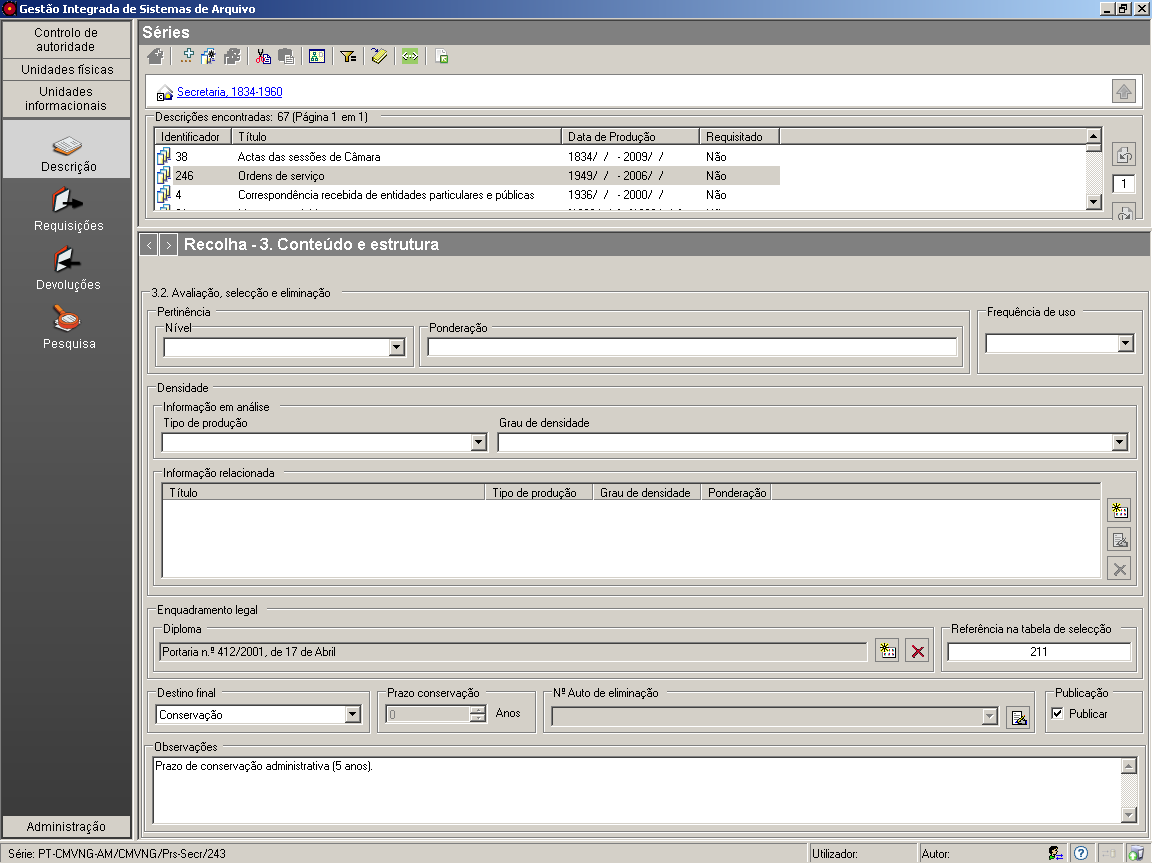 Gestão Integrada de Sistemas de Arquivo
Controlo de
autoridade
Unidades físicas
Unidades
informacionais
Descrição
Requisições
Devoluções
Pesquisa
Administração
Séries
Secretaria, 1834-1960
Descrições encontradas: 67 (Página 1 em 1)
Identificador Título Data de Produção Requisitado
38 Actas das sessões de Câmara 1834/ / - 2009/ / Não
246 Ordens de serviço 1949/ / - 2006/ / Não
4 Correspondência recebida de entidades particulares e públicas 1936/ / - 2000/ / Não
1
< > Recolha - 3. Conteúdo e estrutura
3.2. Avaliação, selecção e eliminação
Pertinência
Frequência de uso
Nível
Ponderação
Densidade
Informação em análise
Tipo de produção
Grau de densidade
Informação relacionada
Título Tipo de produção Grau de densidade Ponderação
Enquadramento legal
Diploma
Referência na tabela de selecção
Portaria n.º 412/2001, de 17 de Abril
211
Destino final
Prazo conservação
Nº Auto de eliminação
Publicação
Conservação
0 Anos
Publicar
Observações
Prazo de conservação administrativa (5 anos).
Série: PT-CMVNG-AM/CMVNG/Prs-Secr/243
Utilizador:
Autor: